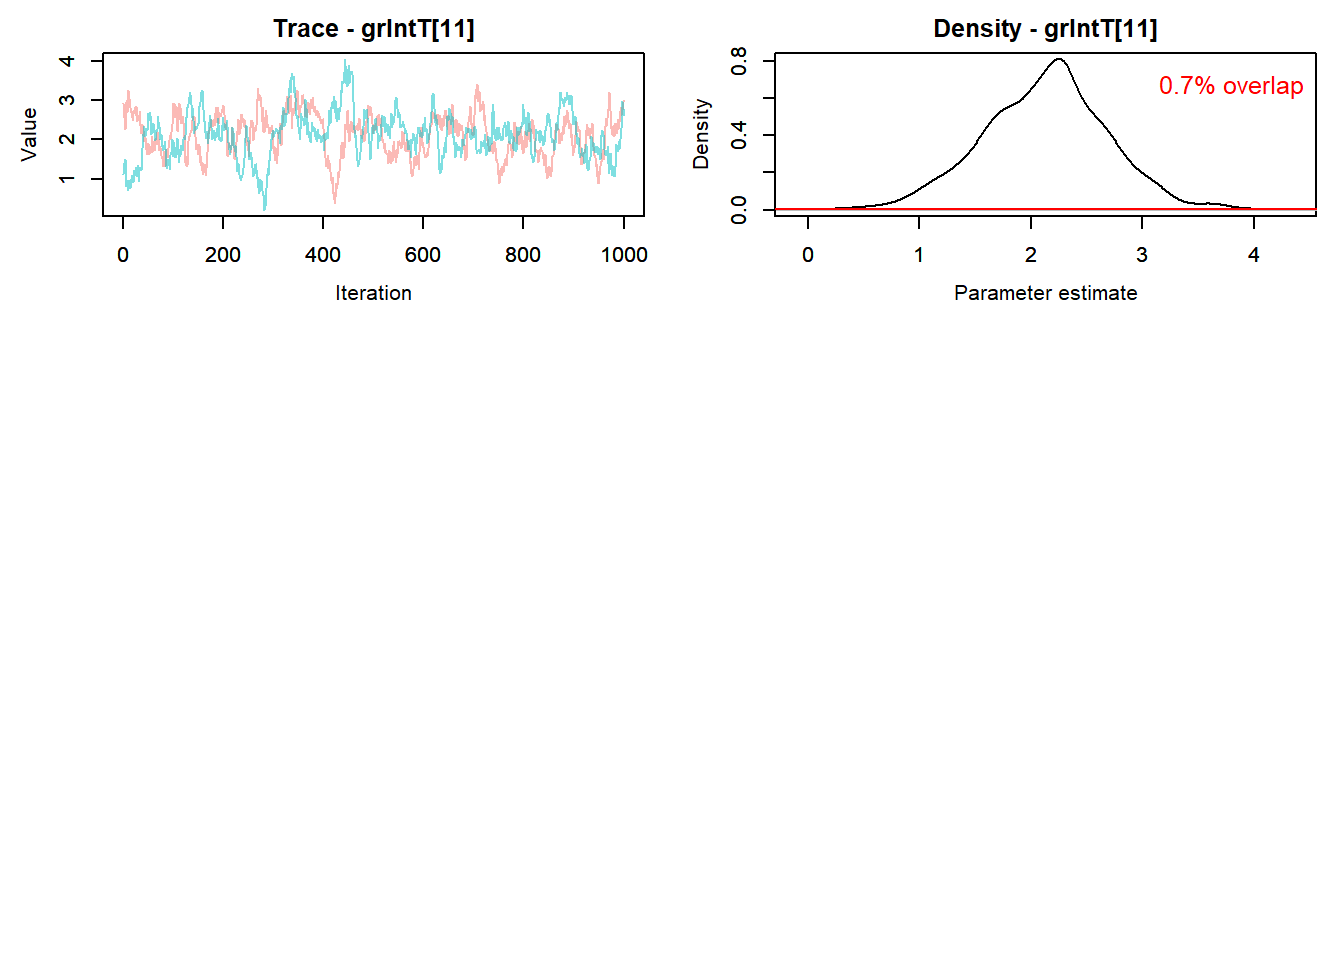 Trace - grIntT[11]
Value
4
3
2
1
0 200 400 600 800 1000
Iteration
Density - grIntT[11]
Density
0.8
0.4
0.0
0.7% overlap
0 1 2 3 4
Parameter estimate